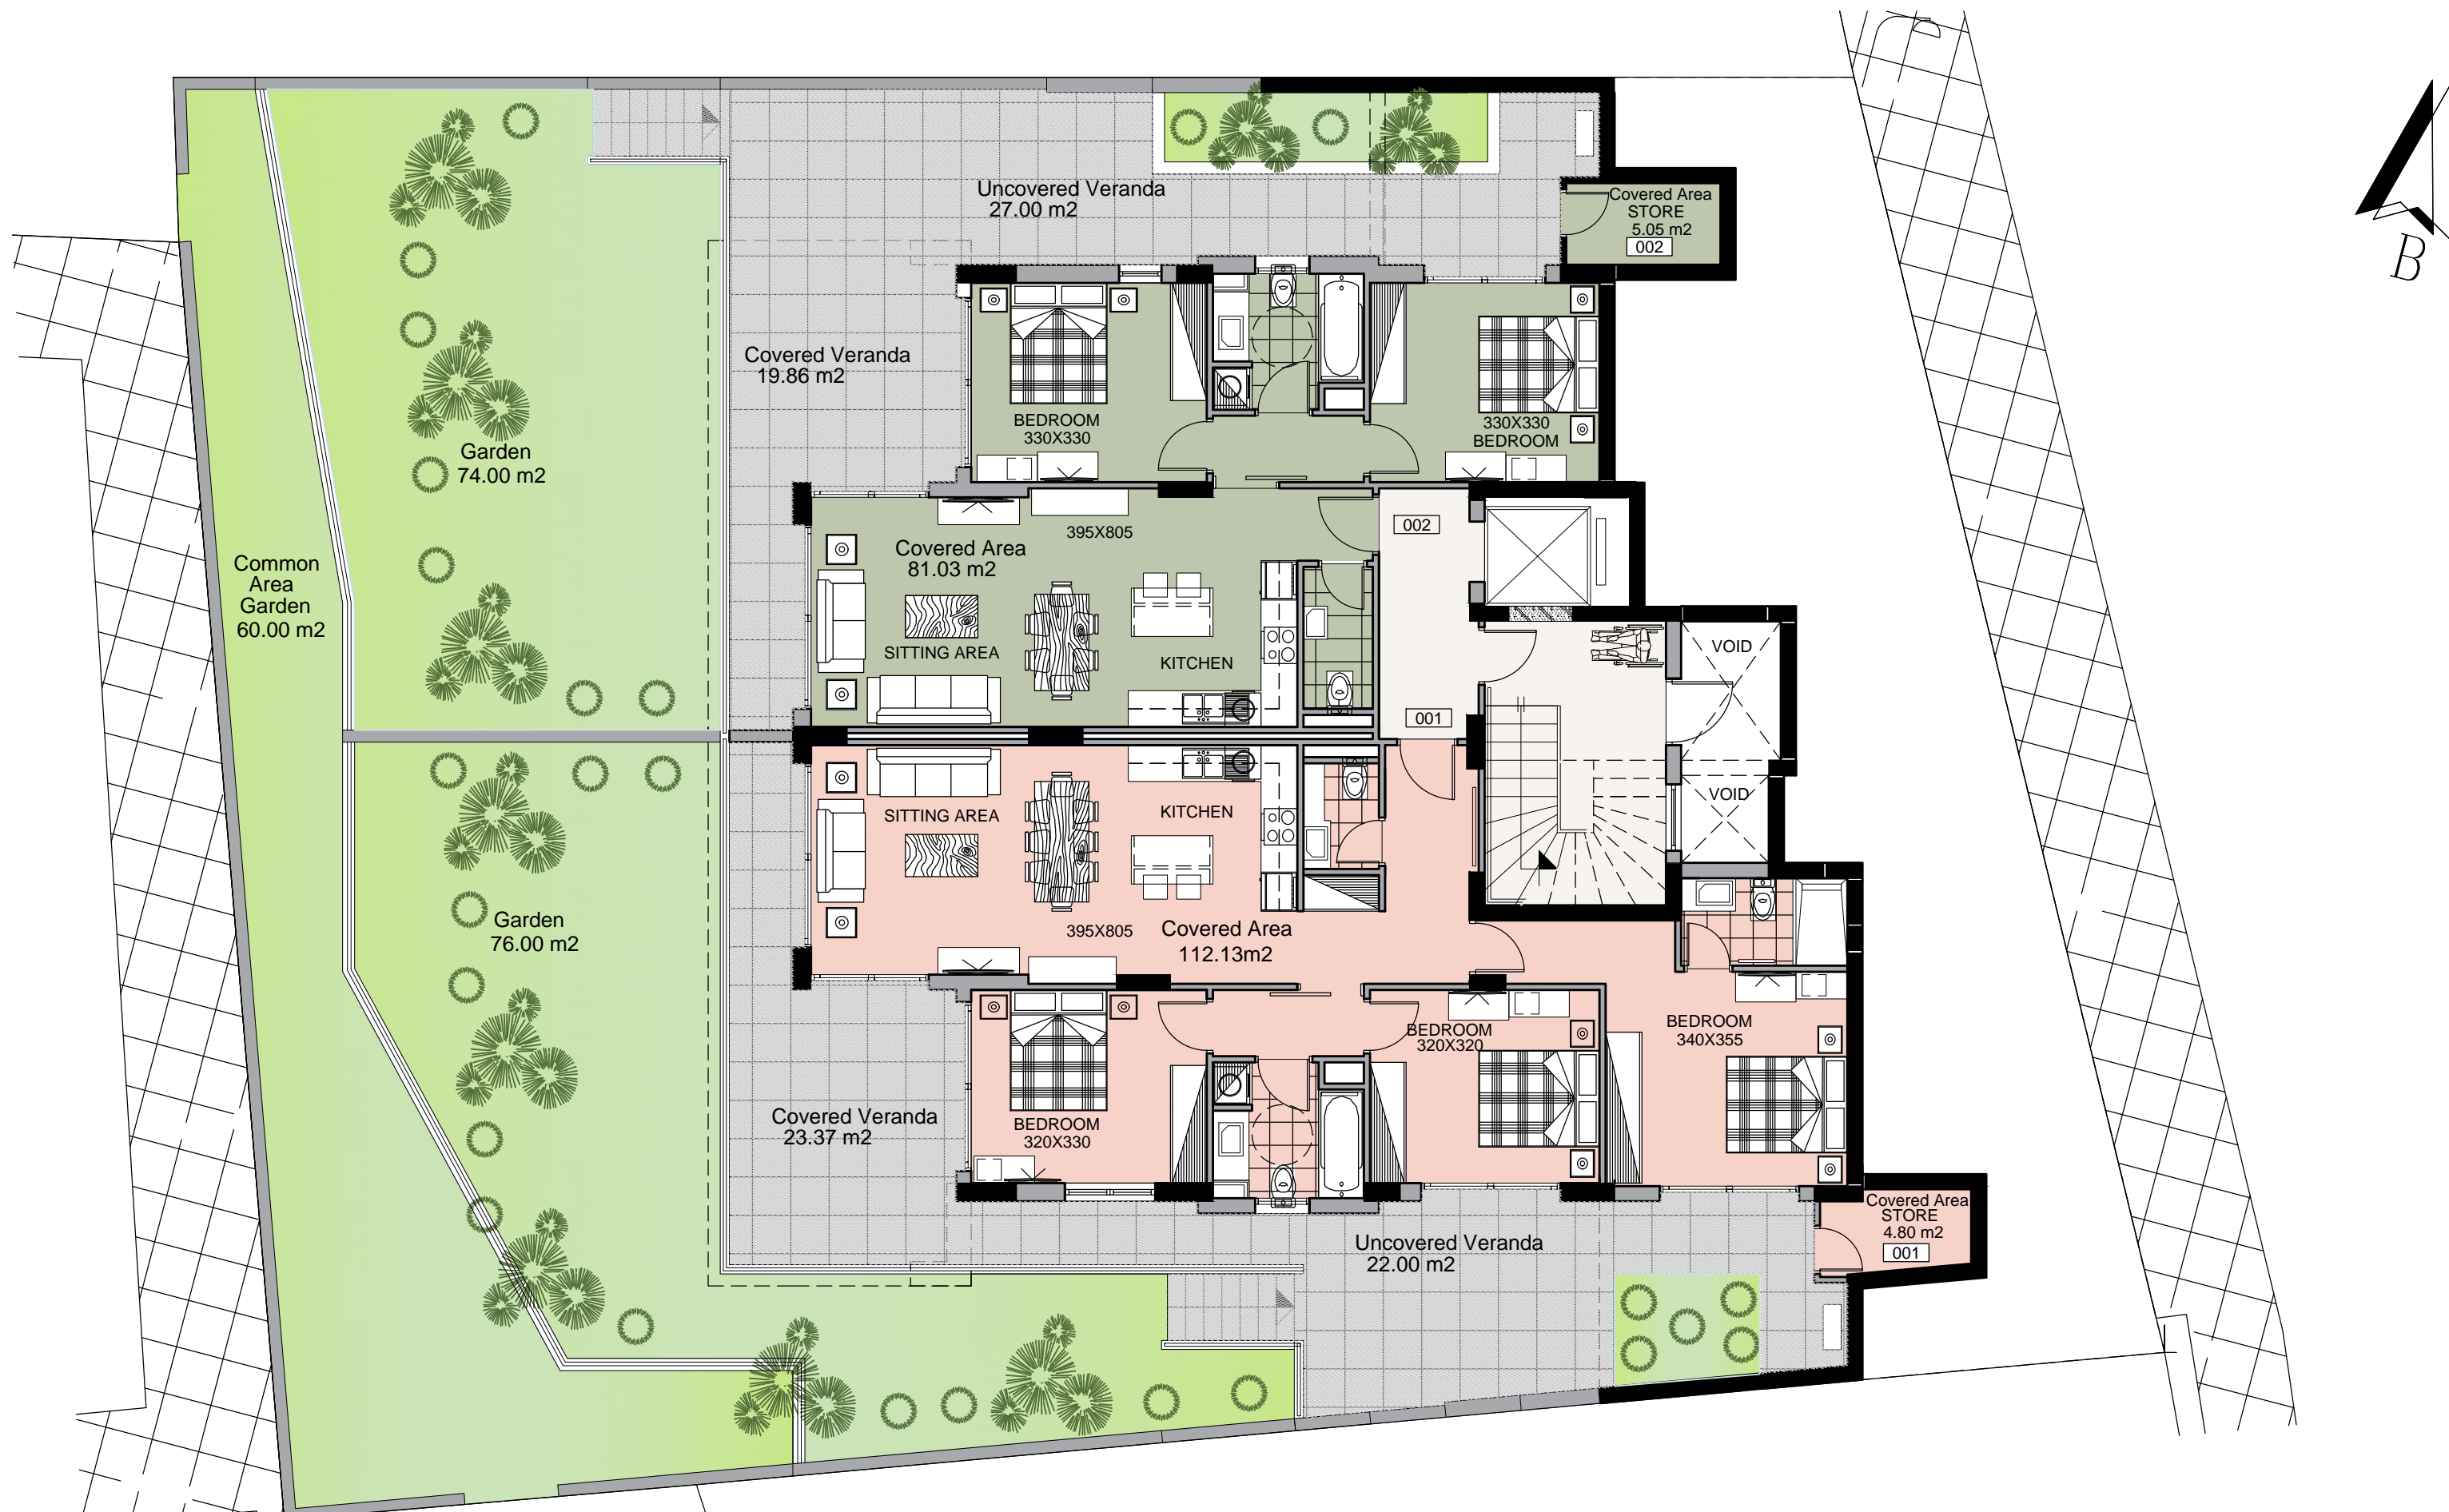 Uncovered Veranda
27.00 m2
Covered Area
STORE
5.05 m2
002
B
Covered Veranda
19.86 m2
BEDROOM
330X330
330X330
BEDROOM
Garden
74.00 m2
395X805
002
Covered Area
81.03 m2
Common
Area
Garden
60.00 m2
SITTING AREA
KITCHEN
VOID
001
VOID
SITTING AREA
KITCHEN
Garden
76.00 m2
395X805
Covered Area
112.13m2
BEDROOM
320X320
BEDROOM
340X355
Covered Veranda
23.37 m2
BEDROOM
320X330
Covered Area
STORE
4.80 m2
001
Uncovered Veranda
22.00 m2